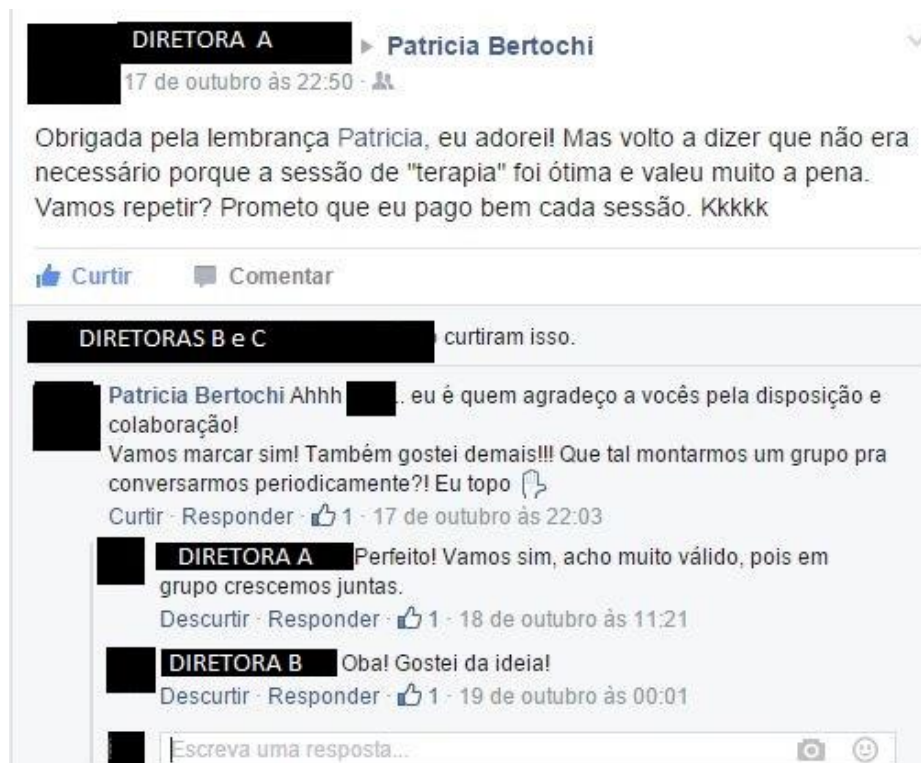 DIRETORA A ▸ Patricia Bertochi
17 de outubro às 22:50 ·
Obrigada pela lembrança Patricia, eu adorei! Mas volto a dizer que não era
necessário porque a sessão de "terapia" foi ótima e valeu muito a pena.
Vamos repetir? Prometo que eu pago bem cada sessão. Kkkkk
Curtir Comentar
DIRETORAS B e C curtiram isso.
Patricia Bertochi Ahhh .. eu é quem agradeço a vocês pela disposição e
colaboração!
Vamos marcar sim! Também gostei demais!!! Que tal montarmos um grupo pra
conversarmos periodicamente?! Eu topo
Curtir · Responder · 1 · 17 de outubro às 22:03
DIRETORA A Perfeito! Vamos sim, acho muito válido, pois em
grupo crescemos juntas.
Descurtir · Responder · 1 · 18 de outubro às 11:21
DIRETORA B Oba! Gostei da ideia!
Descurtir · Responder · 1 · 19 de outubro às 00:01
Escreva uma resposta...